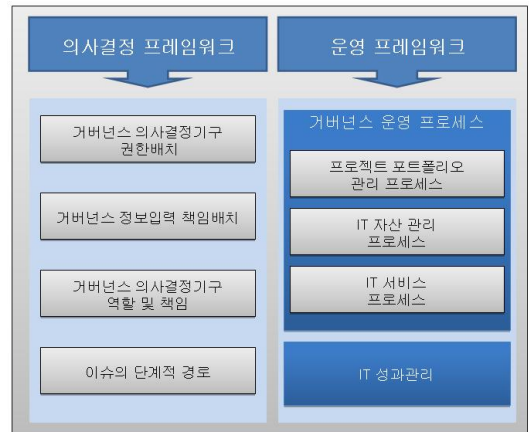 의사결정 프레임워크
거버넌스 의사결정기구
권한배치
거버넌스 정보입력 책임배치
거버넌스 의사결정기구
역할 및 책임
이슈의 단계적 경로
운영 프레임워크
거버넌스 운영 프로세스
프로젝트 포트폴리오
관리 프로세스
IT 자산 관리
프로세스
IT 서비스
프로세스
IT 성과관리